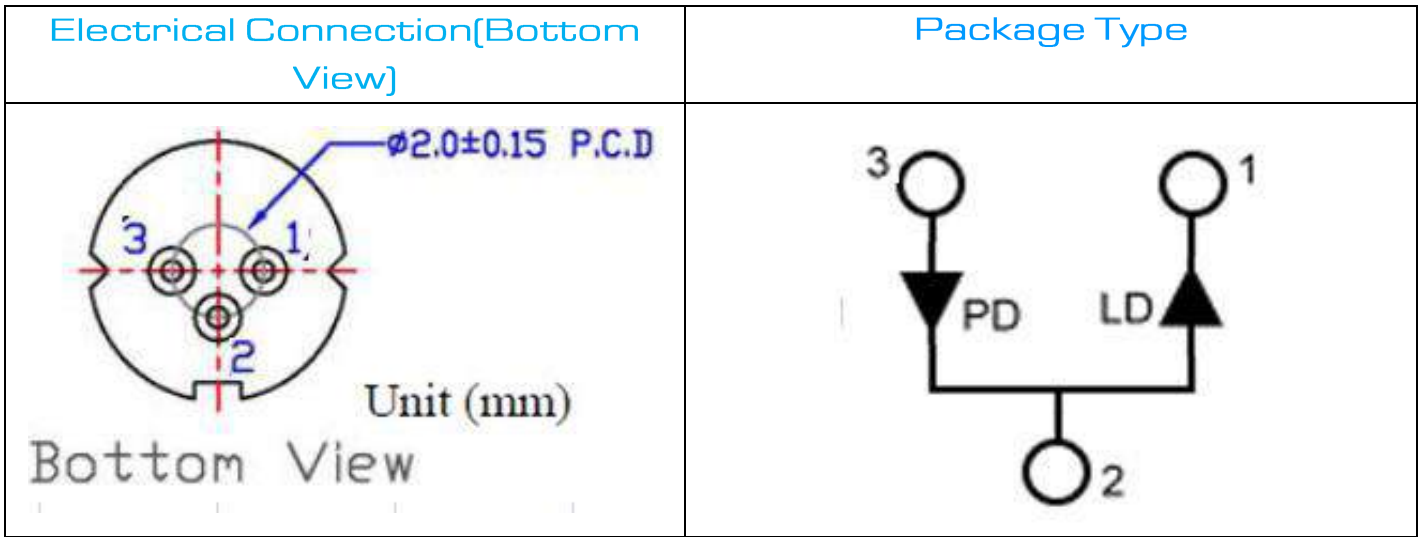 Electrical Connection(Bottom
View)
Package Type
ø2.0±0.15 P.C.D
3
1
2
Unit (mm)
Bottom View
3
1
PD
LD
2